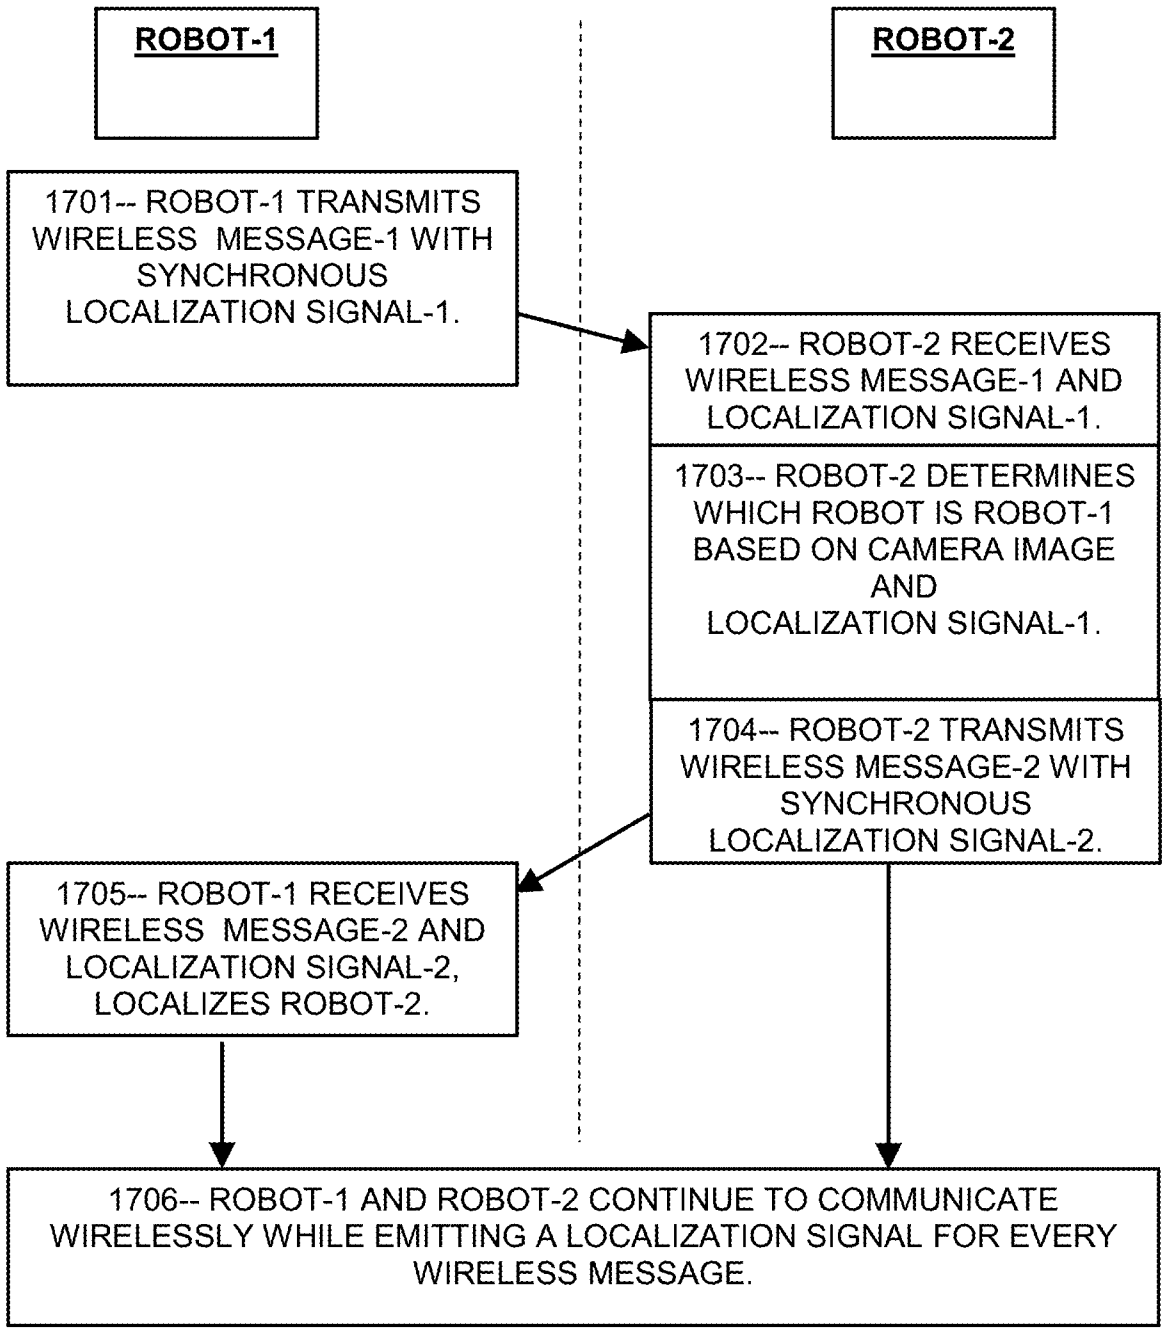 ROBOT-1
ROBOT-2
1701-- ROBOT-1 TRANSMITS
WIRELESS MESSAGE-1 WITH
SYNCHRONOUS
LOCALIZATION SIGNAL-1.
1702-- ROBOT-2 RECEIVES
WIRELESS MESSAGE-1 AND
LOCALIZATION SIGNAL-1.
1703-- ROBOT-2 DETERMINES
WHICH ROBOT IS ROBOT-1
BASED ON CAMERA IMAGE
AND
LOCALIZATION SIGNAL-1.
1704-- ROBOT-2 TRANSMITS
WIRELESS MESSAGE-2 WITH
SYNCHRONOUS
LOCALIZATION SIGNAL-2.
1705-- ROBOT-1 RECEIVES
WIRELESS MESSAGE-2 AND
LOCALIZATION SIGNAL-2,
LOCALIZES ROBOT-2.
1706-- ROBOT-1 AND ROBOT-2 CONTINUE TO COMMUNICATE
WIRELESSLY WHILE EMITTING A LOCALIZATION SIGNAL FOR EVERY
WIRELESS MESSAGE.